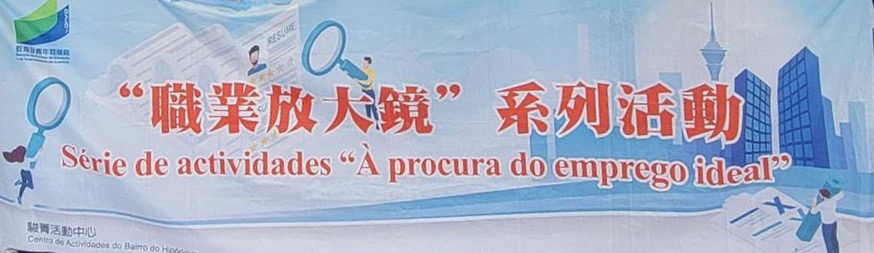 RESUME
“職業放大鏡”系列活動
Série de actividades “À procura do emprego ideal”
駿菁活動中心
Centro de Actividades do Bairro do